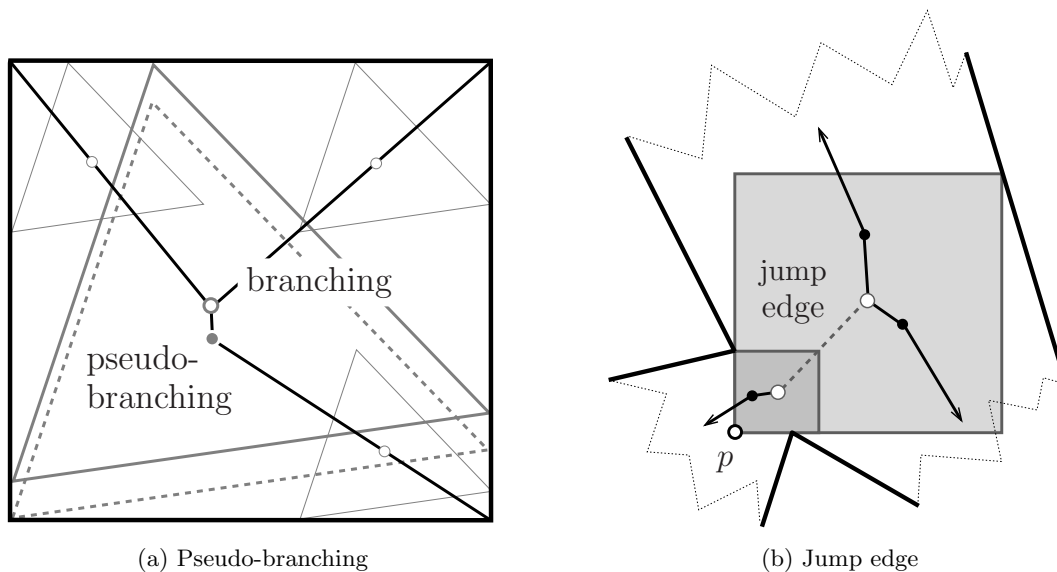 branching
pseudo-
branching
(a) Pseudo-branching
jump
edge
p
(b) Jump edge